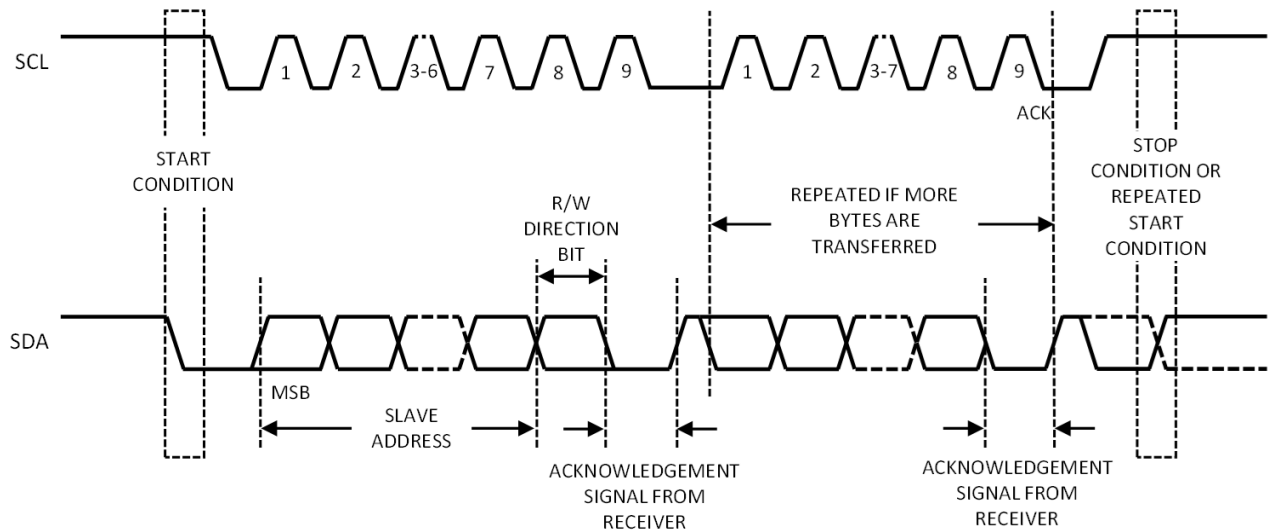 SCL
1
2
3-6
7
8
9
1
2
3-7
8
9
ACK
START
CONDITION
R/W
DIRECTION
BIT
REPEATED IF MORE
BYTES ARE
TRANSFERRED
STOP
CONDITION OR
REPEATED
START
CONDITION
SDA
MSB
SLAVE
ADDRESS
ACKNOWLEDGEMENT
SIGNAL FROM
RECEIVER
ACKNOWLEDGEMENT
SIGNAL FROM
RECEIVER